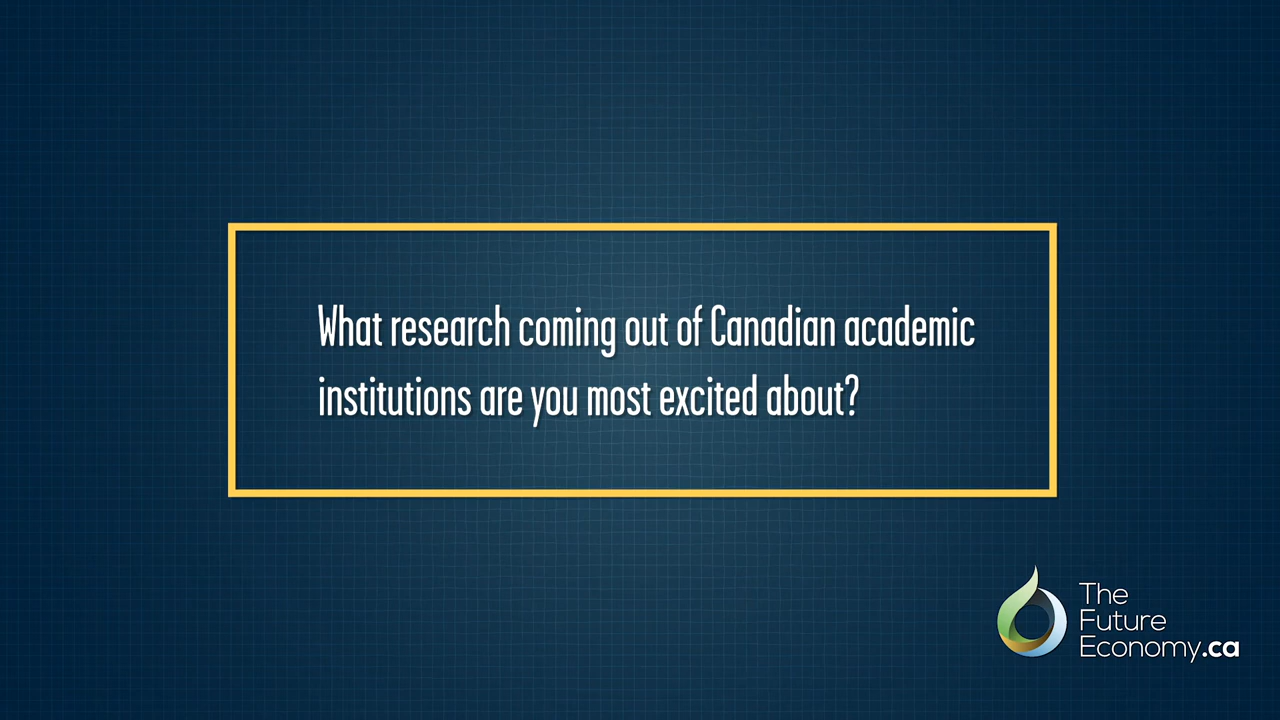 What research coming out of Canadian academic
institutions are you most excited about?
The
Future
Economy.ca